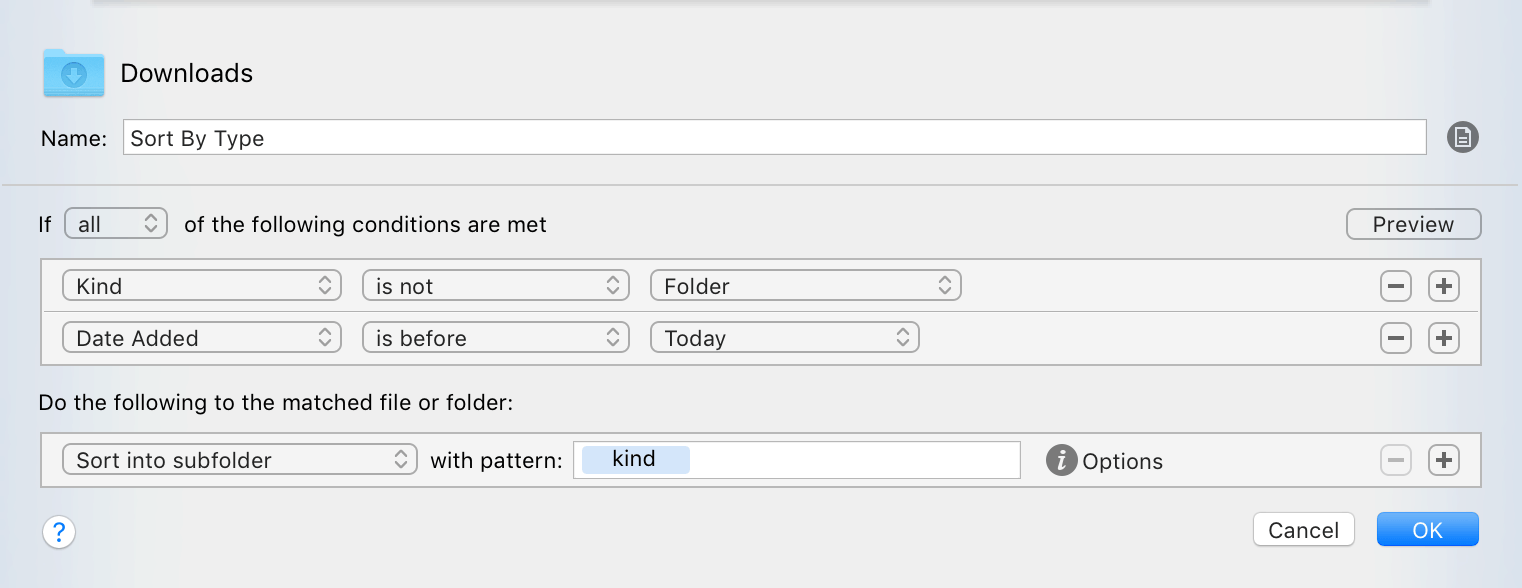 Downloads
Name: Sort By Type
If all of the following conditions are met Preview
Kind is not Folder
Date Added is before Today
Do the following to the matched file or folder:
Sort into subfolder with pattern: kind i Options
? Cancel OK